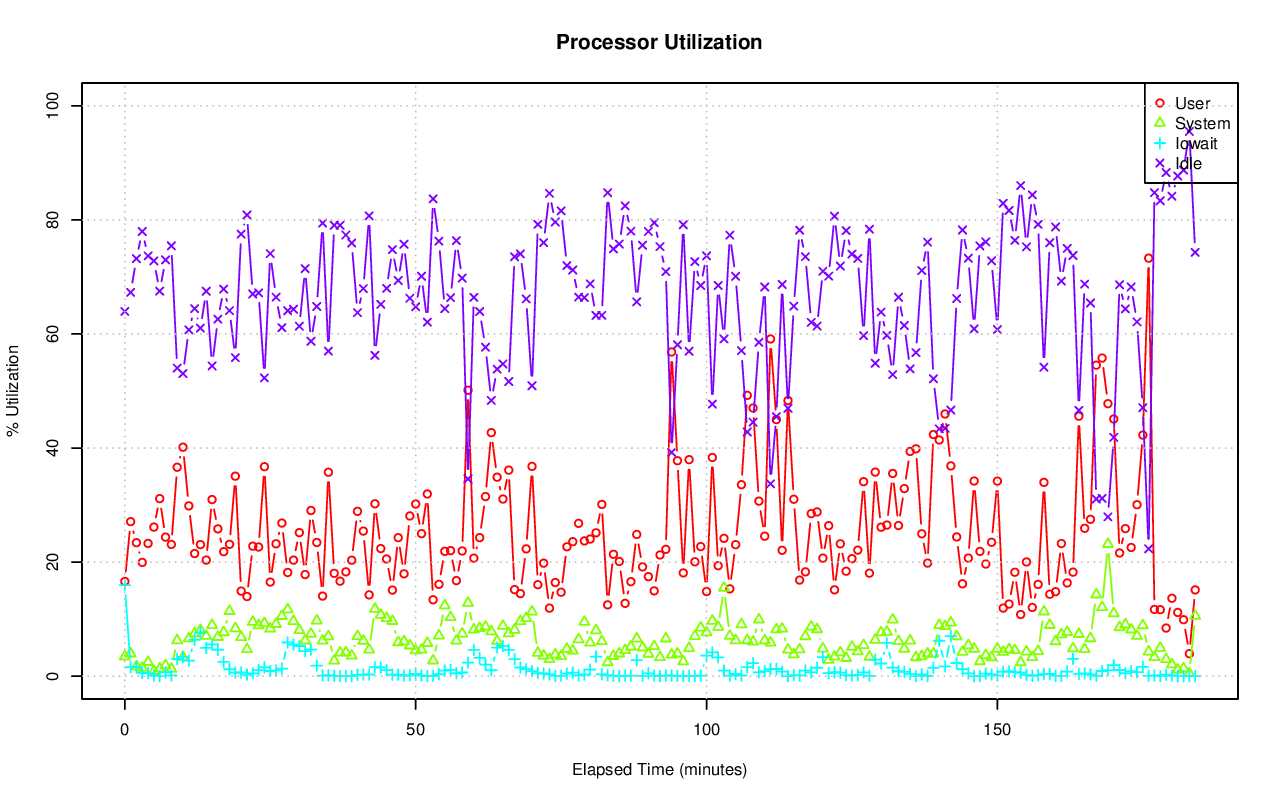 Processor Utilization
% Utilization
100
80
60
40
20
0
User
System
Iowait
Idle
0 50 100 150
Elapsed Time (minutes)